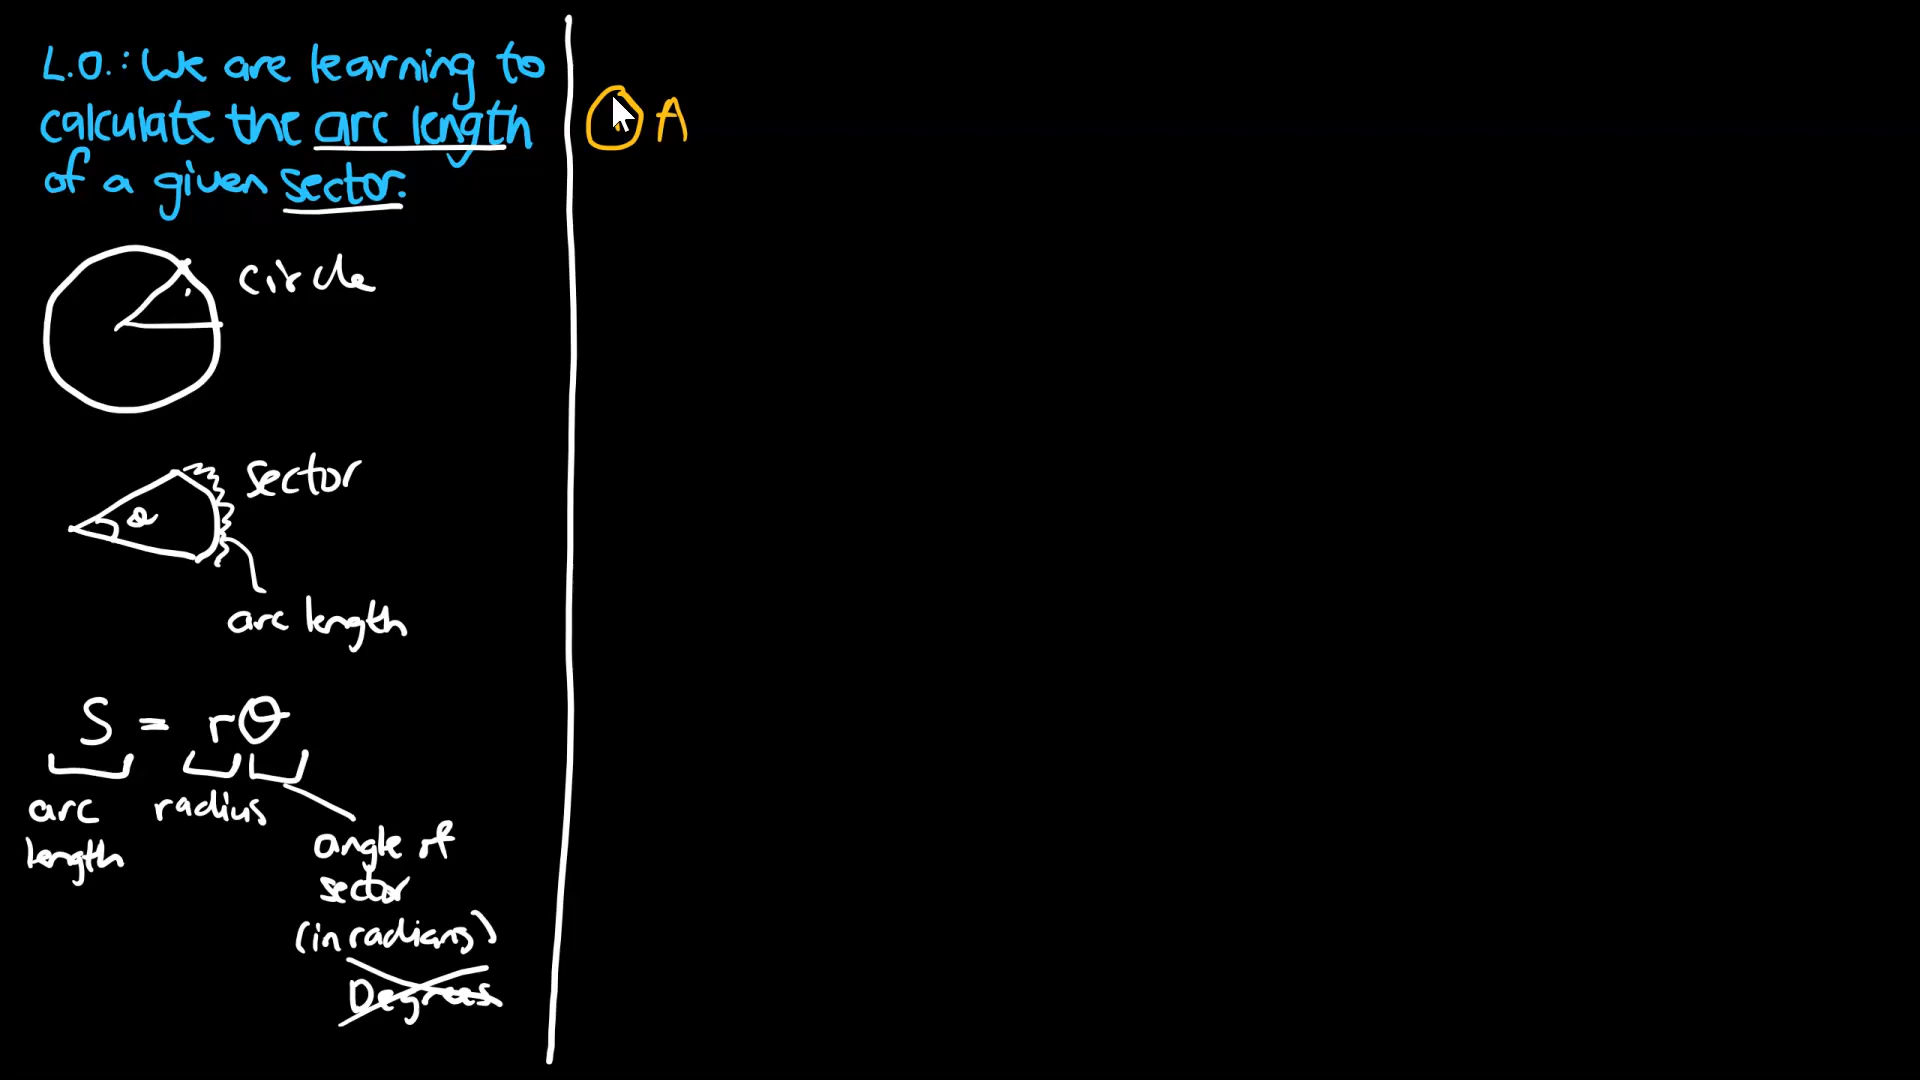 L.O.: We are learning to
calculate the arc length
of a given sector.
circle
sector
θ
arc length
S = rθ
arc
length
radius
angle of
sector
(in radians)
Degrees
A